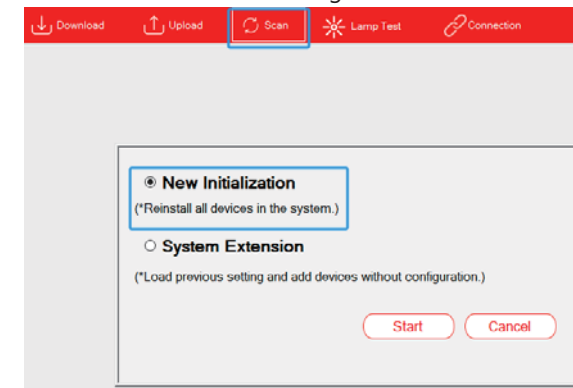 Download Upload Scan Lamp Test Connection
New Initialization
(*Reinstall all devices in the system.)
System Extension
(*Load previous setting and add devices without configuration.)
Start Cancel